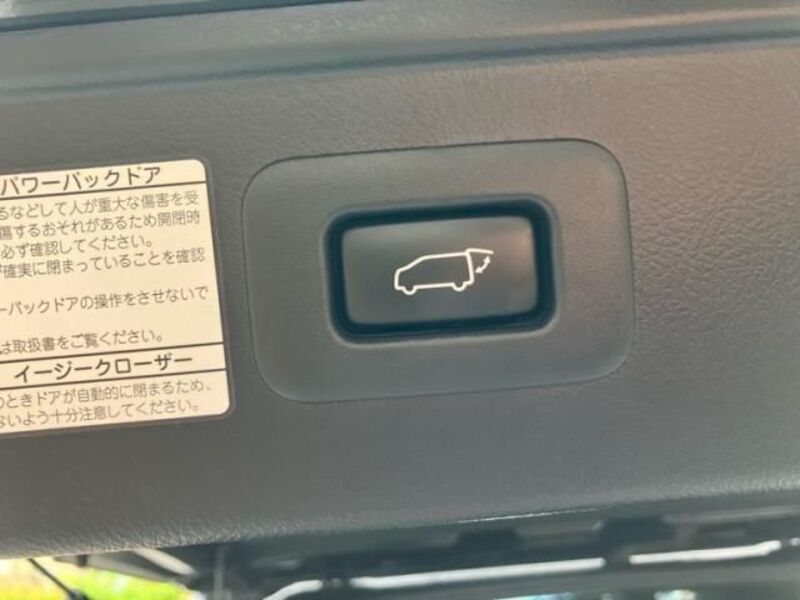 パワーバックドア
るなどして人が重大な傷害を受
傷するおそれがあるため開閉時
必ず確認してください。
が確実に閉まっていることを確認
ーバックドアの操作をさせないで
は取扱書をご覧ください。
イージークローザー
のときドアが自動的に閉まるため、
ないよう十分注意してください。